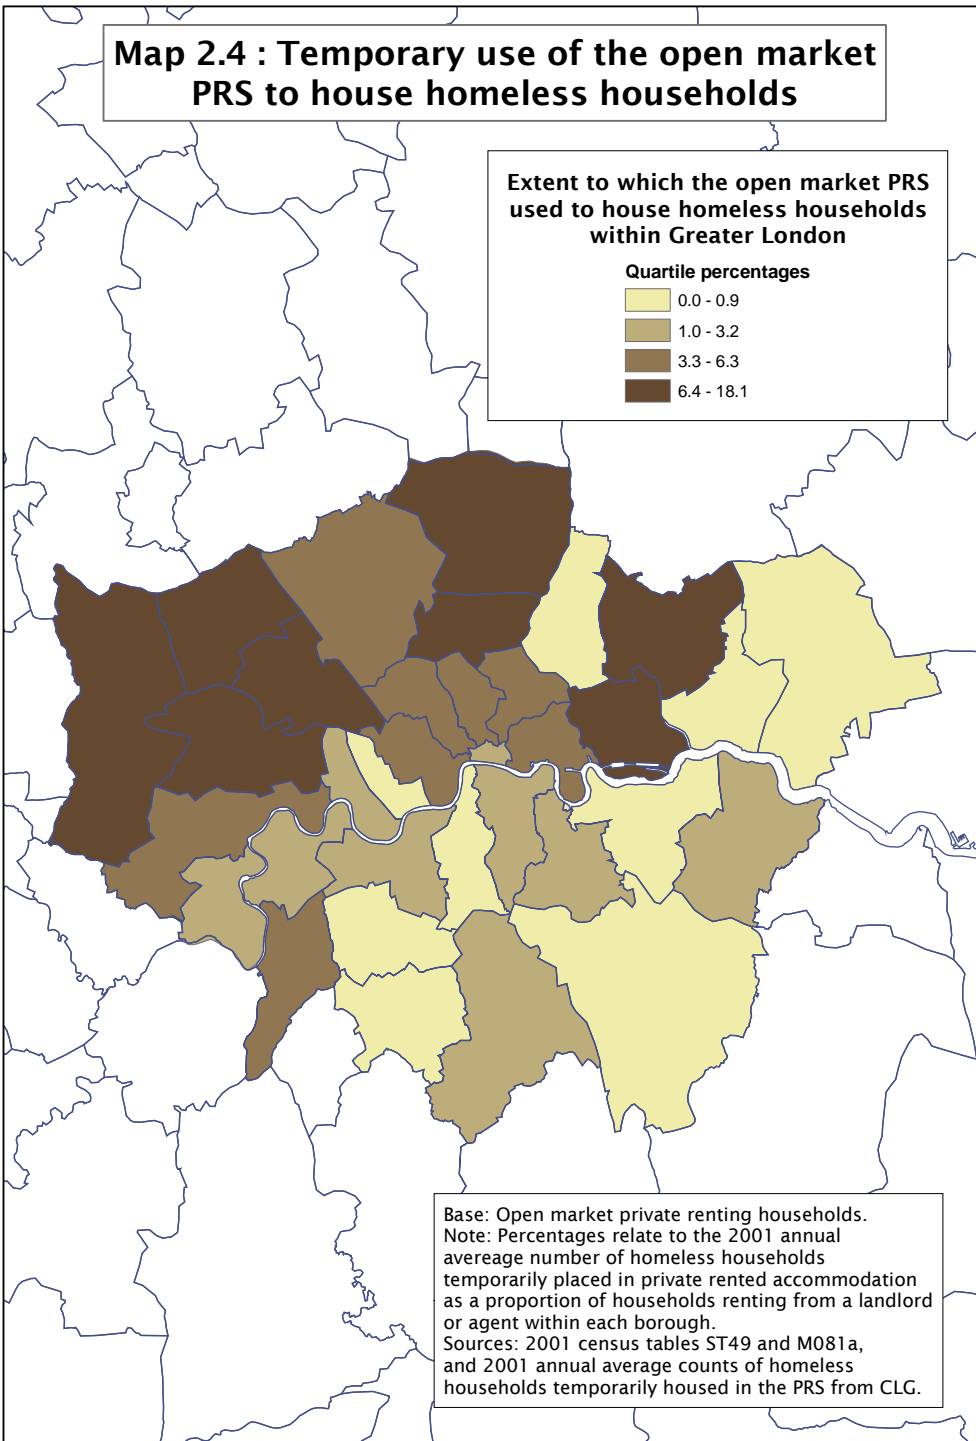 Map 2.4 : Temporary use of the open market
PRS to house homeless households
Extent to which the open market PRS
used to house homeless households
within Greater London
Quartile percentages
0.0 - 0.9
1.0 - 3.2
3.3 - 6.3
6.4 - 18.1
Base: Open market private renting households.
Note: Percentages relate to the 2001 annual
avereage number of homeless households
temporarily placed in private rented accommodation
as a proportion of households renting from a landlord
or agent within each borough.
Sources: 2001 census tables ST49 and M081a,
and 2001 annual average counts of homeless
households temporarily housed in the PRS from CLG.